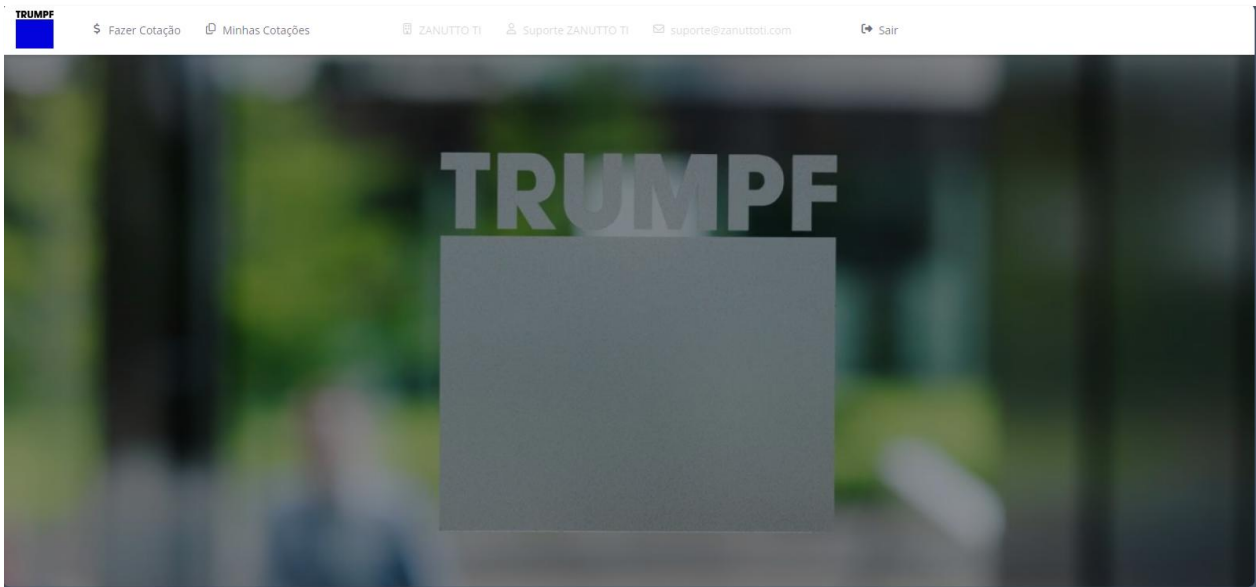 TRUMPF
Fazer Cotação Minhas Cotações ZANUTTO TI Suporte ZANUTTO TI suporte@zanuttoti.com Sair
TRUMPF